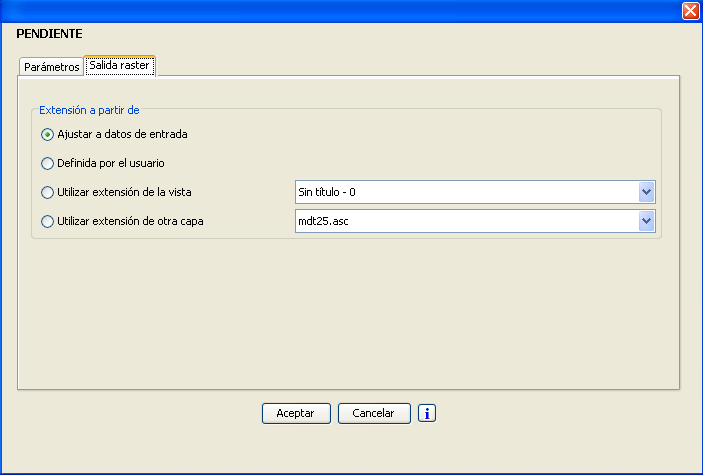 PENDIENTE
Parámetros
Salida raster
Extensión a partir de
Ajustar a datos de entrada
Definida por el usuario
Utilizar extensión de la vista
Sin título - 0
Utilizar extensión de otra capa
mdt25.asc
Aceptar
Cancelar
i